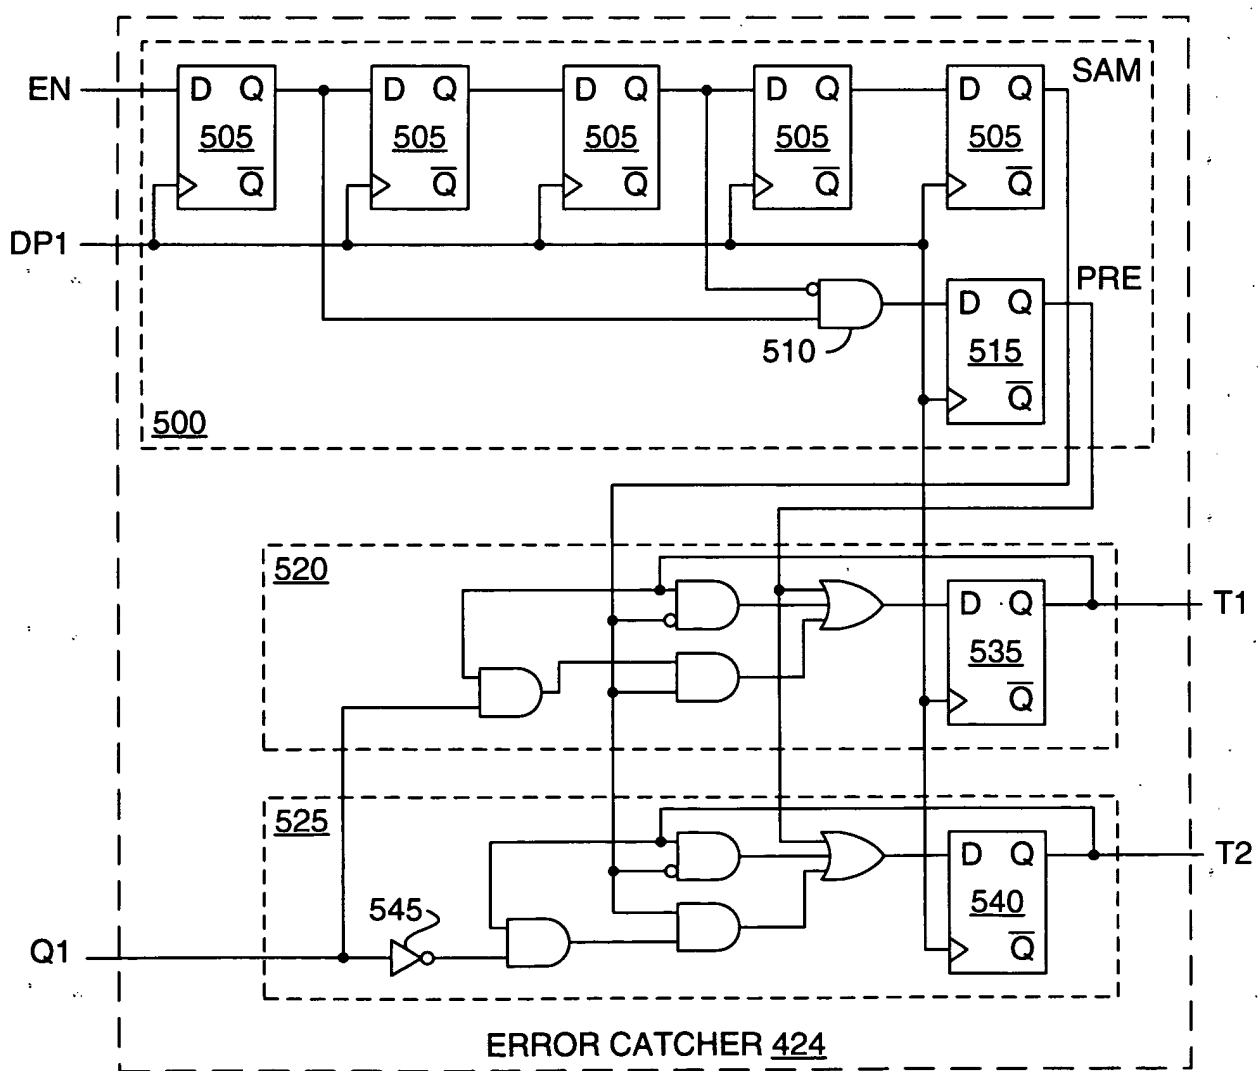 EN
D Q
505
Q̅
D Q
505
Q̅
D Q
505
Q̅
D Q
505
Q̅
D Q
505
Q̅
SAM
DP1
PRE
510
D Q
515
Q̅
500
520
D Q
535
Q̅
T1
525
D Q
540
Q̅
T2
545
Q1
ERROR CATCHER 424